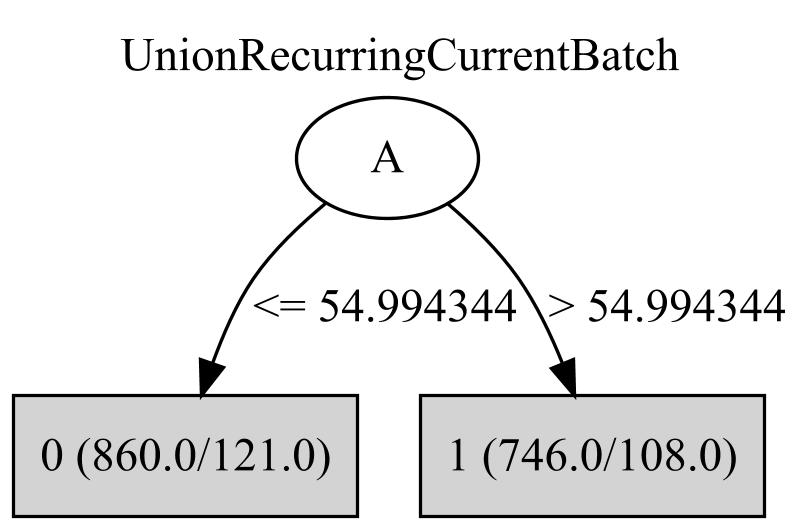 UnionRecurringCurrentBatch
A
<= 54.994344
> 54.994344
0 (860.0/121.0)
1 (746.0/108.0)